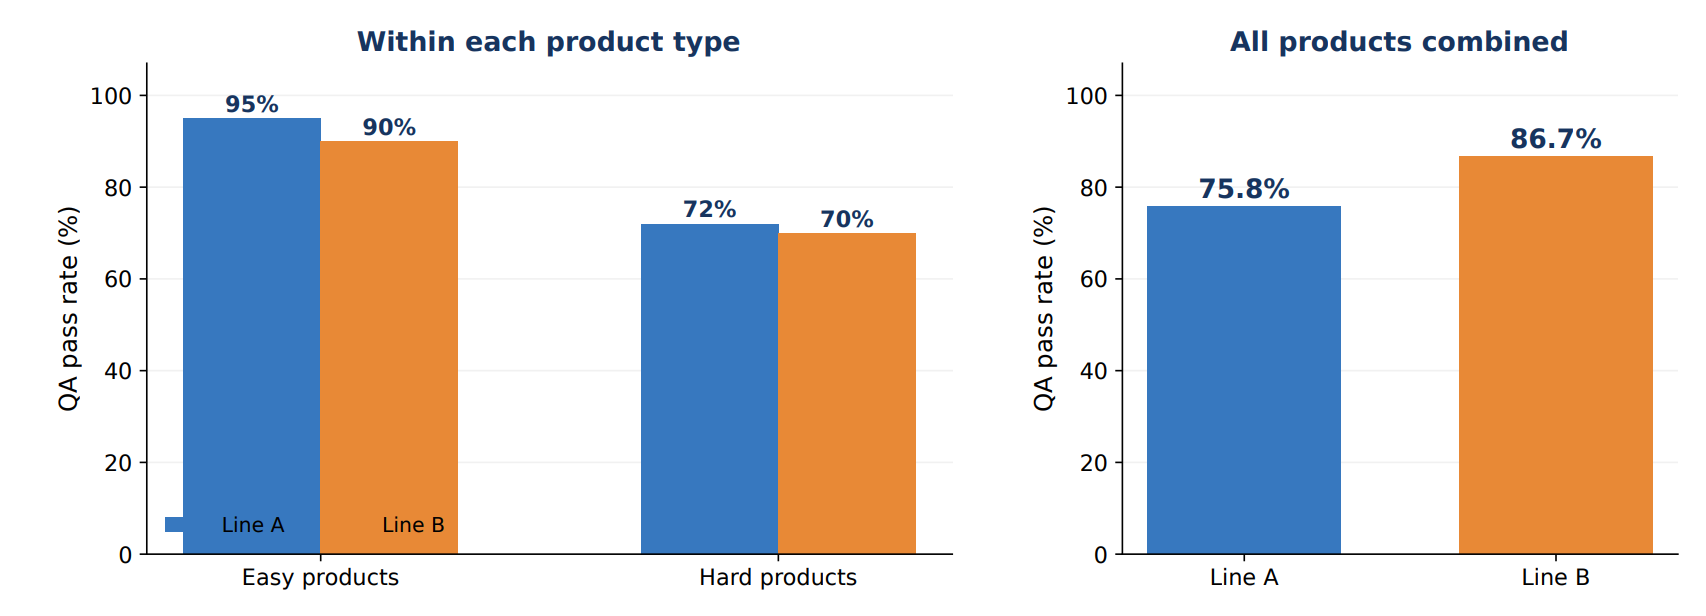 Within each product type
QA pass rate (%)
100
80
60
40
20
0
95%
90%
72%
70%
Line A
Line B
Easy products
Hard products
All products combined
QA pass rate (%)
100
80
60
40
20
0
75.8%
86.7%
Line A
Line B